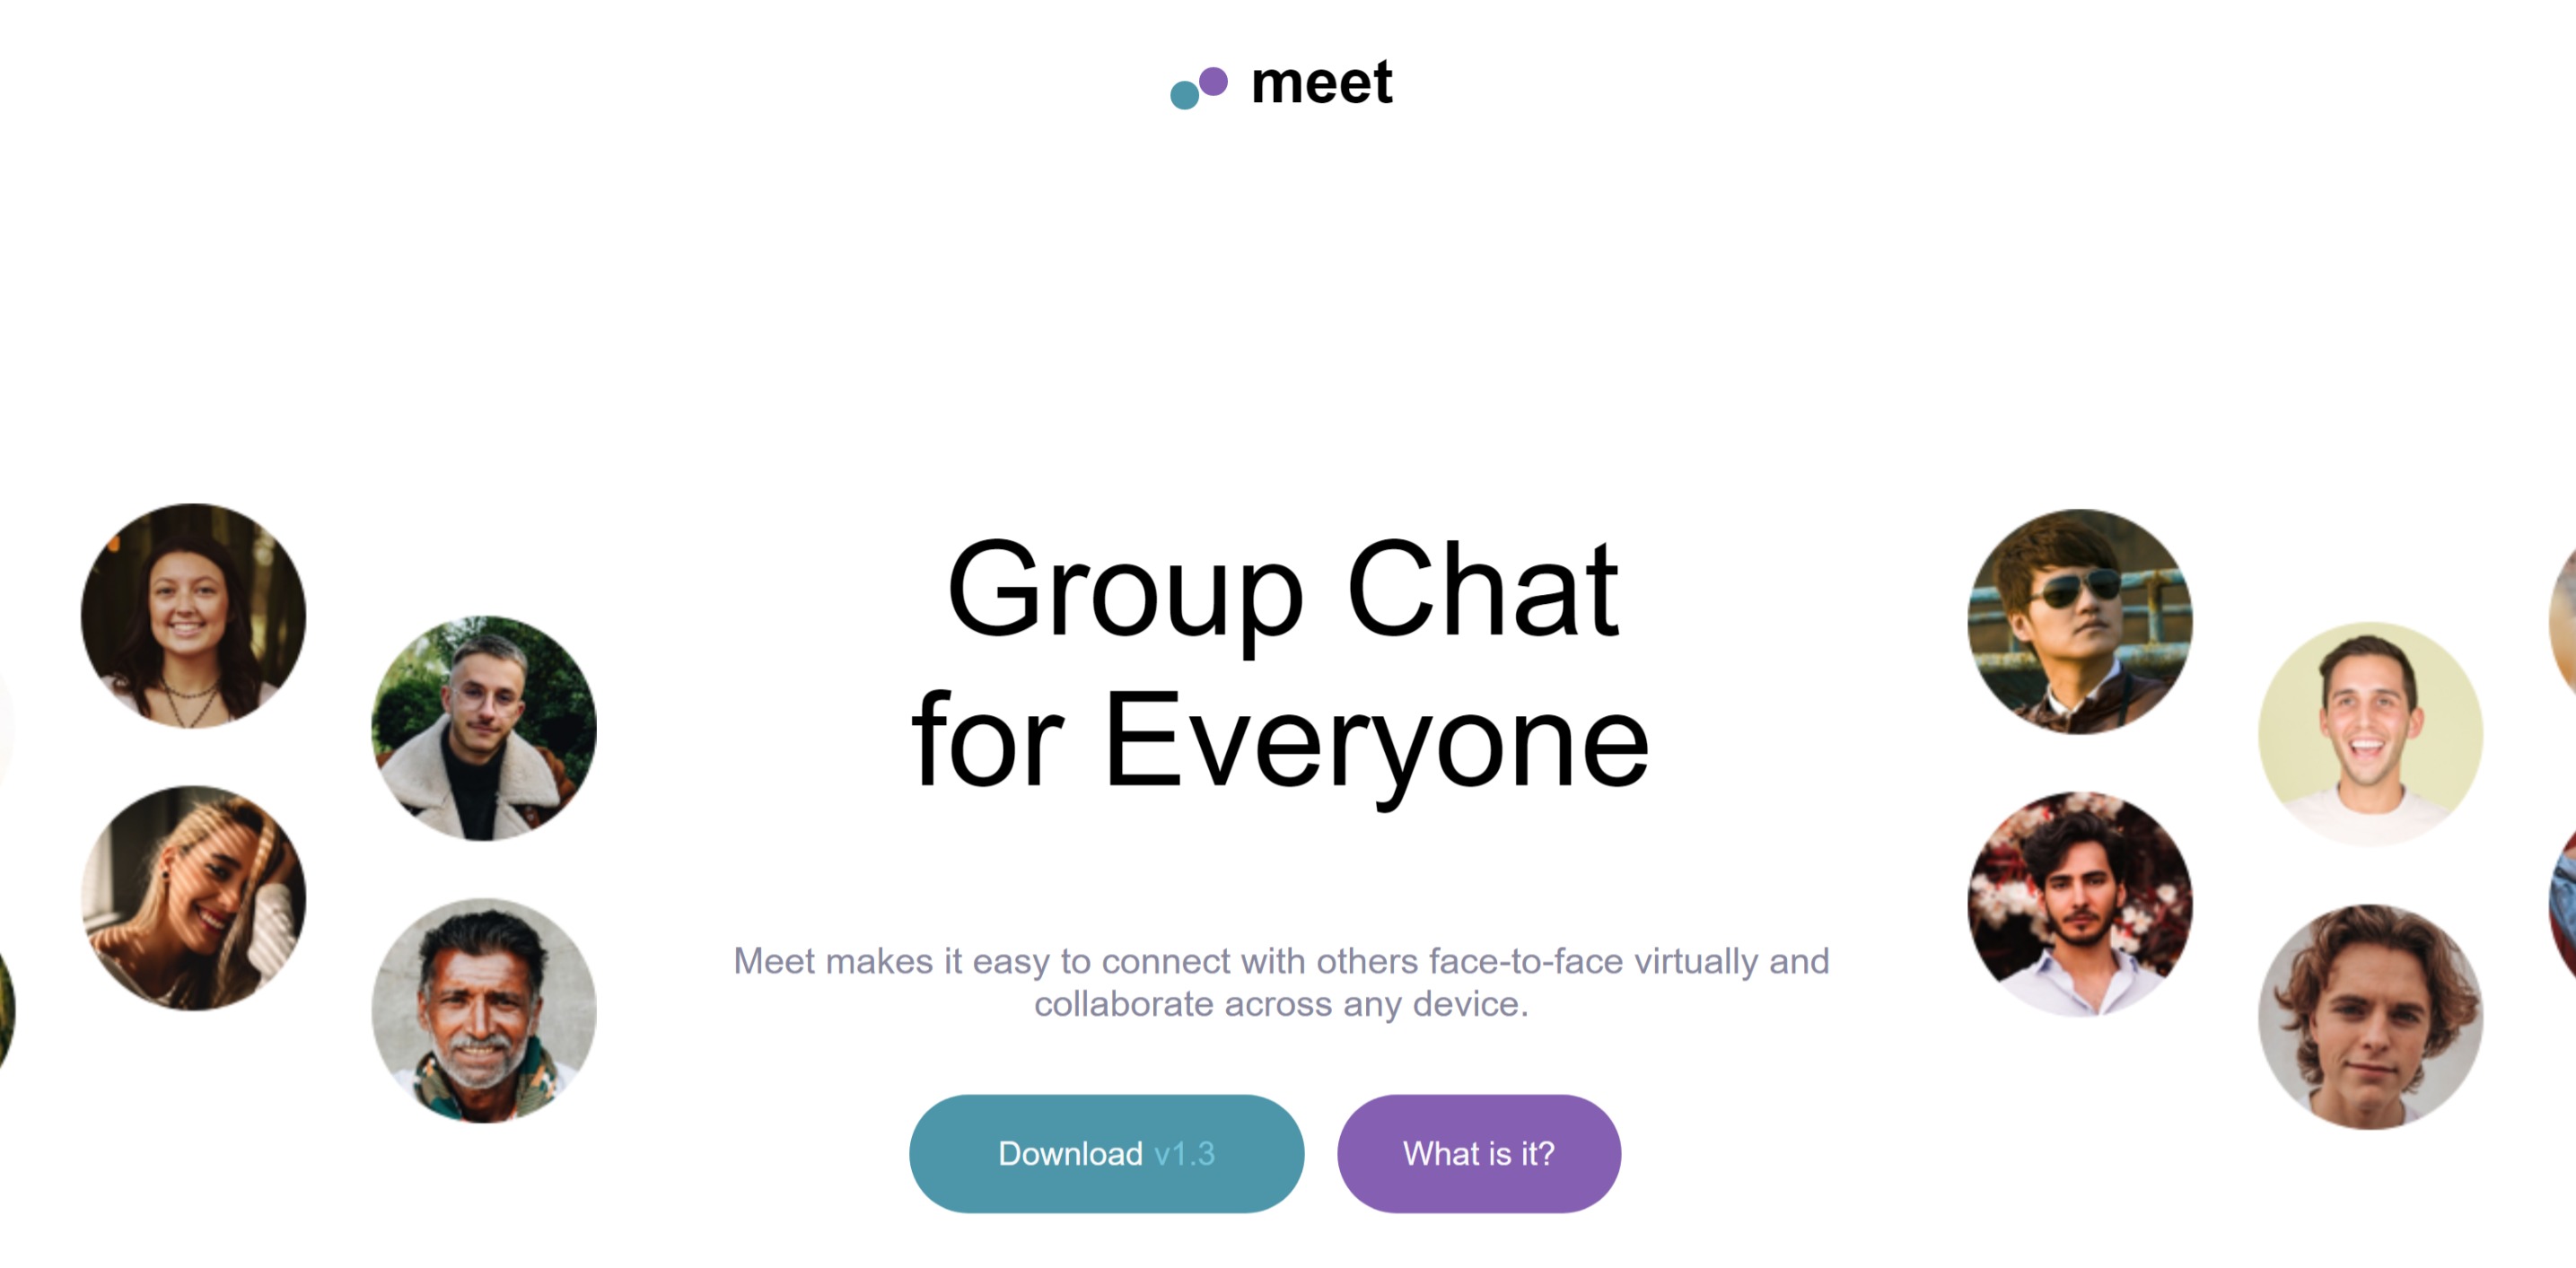 meet
Group Chat
for Everyone
Meet makes it easy to connect with others face-to-face virtually and
collaborate across any device.
Download v1.3
What is it?